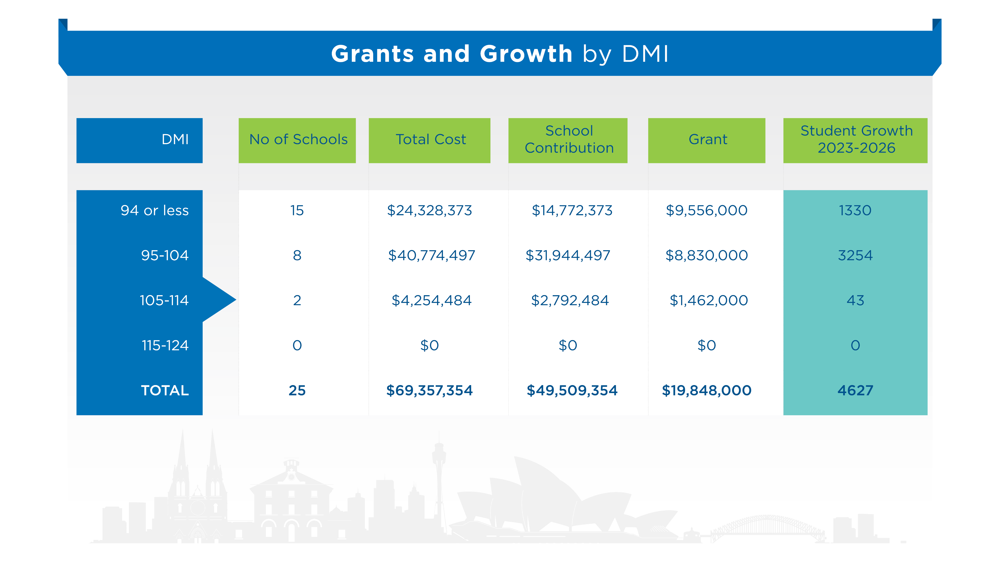 Grants and Growth by DMI
DMI
No of Schools
Total Cost
School
Contribution
Grant
Student Growth
2023-2026
94 or less 15 $24,328,373 $14,772,373 $9,556,000 1330
95-104 8 $40,774,497 $31,944,497 $8,830,000 3254
105-114 2 $4,254,484 $2,792,484 $1,462,000 43
115-124 0 $0 $0 $0 0
TOTAL 25 $69,357,354 $49,509,354 $19,848,000 4627